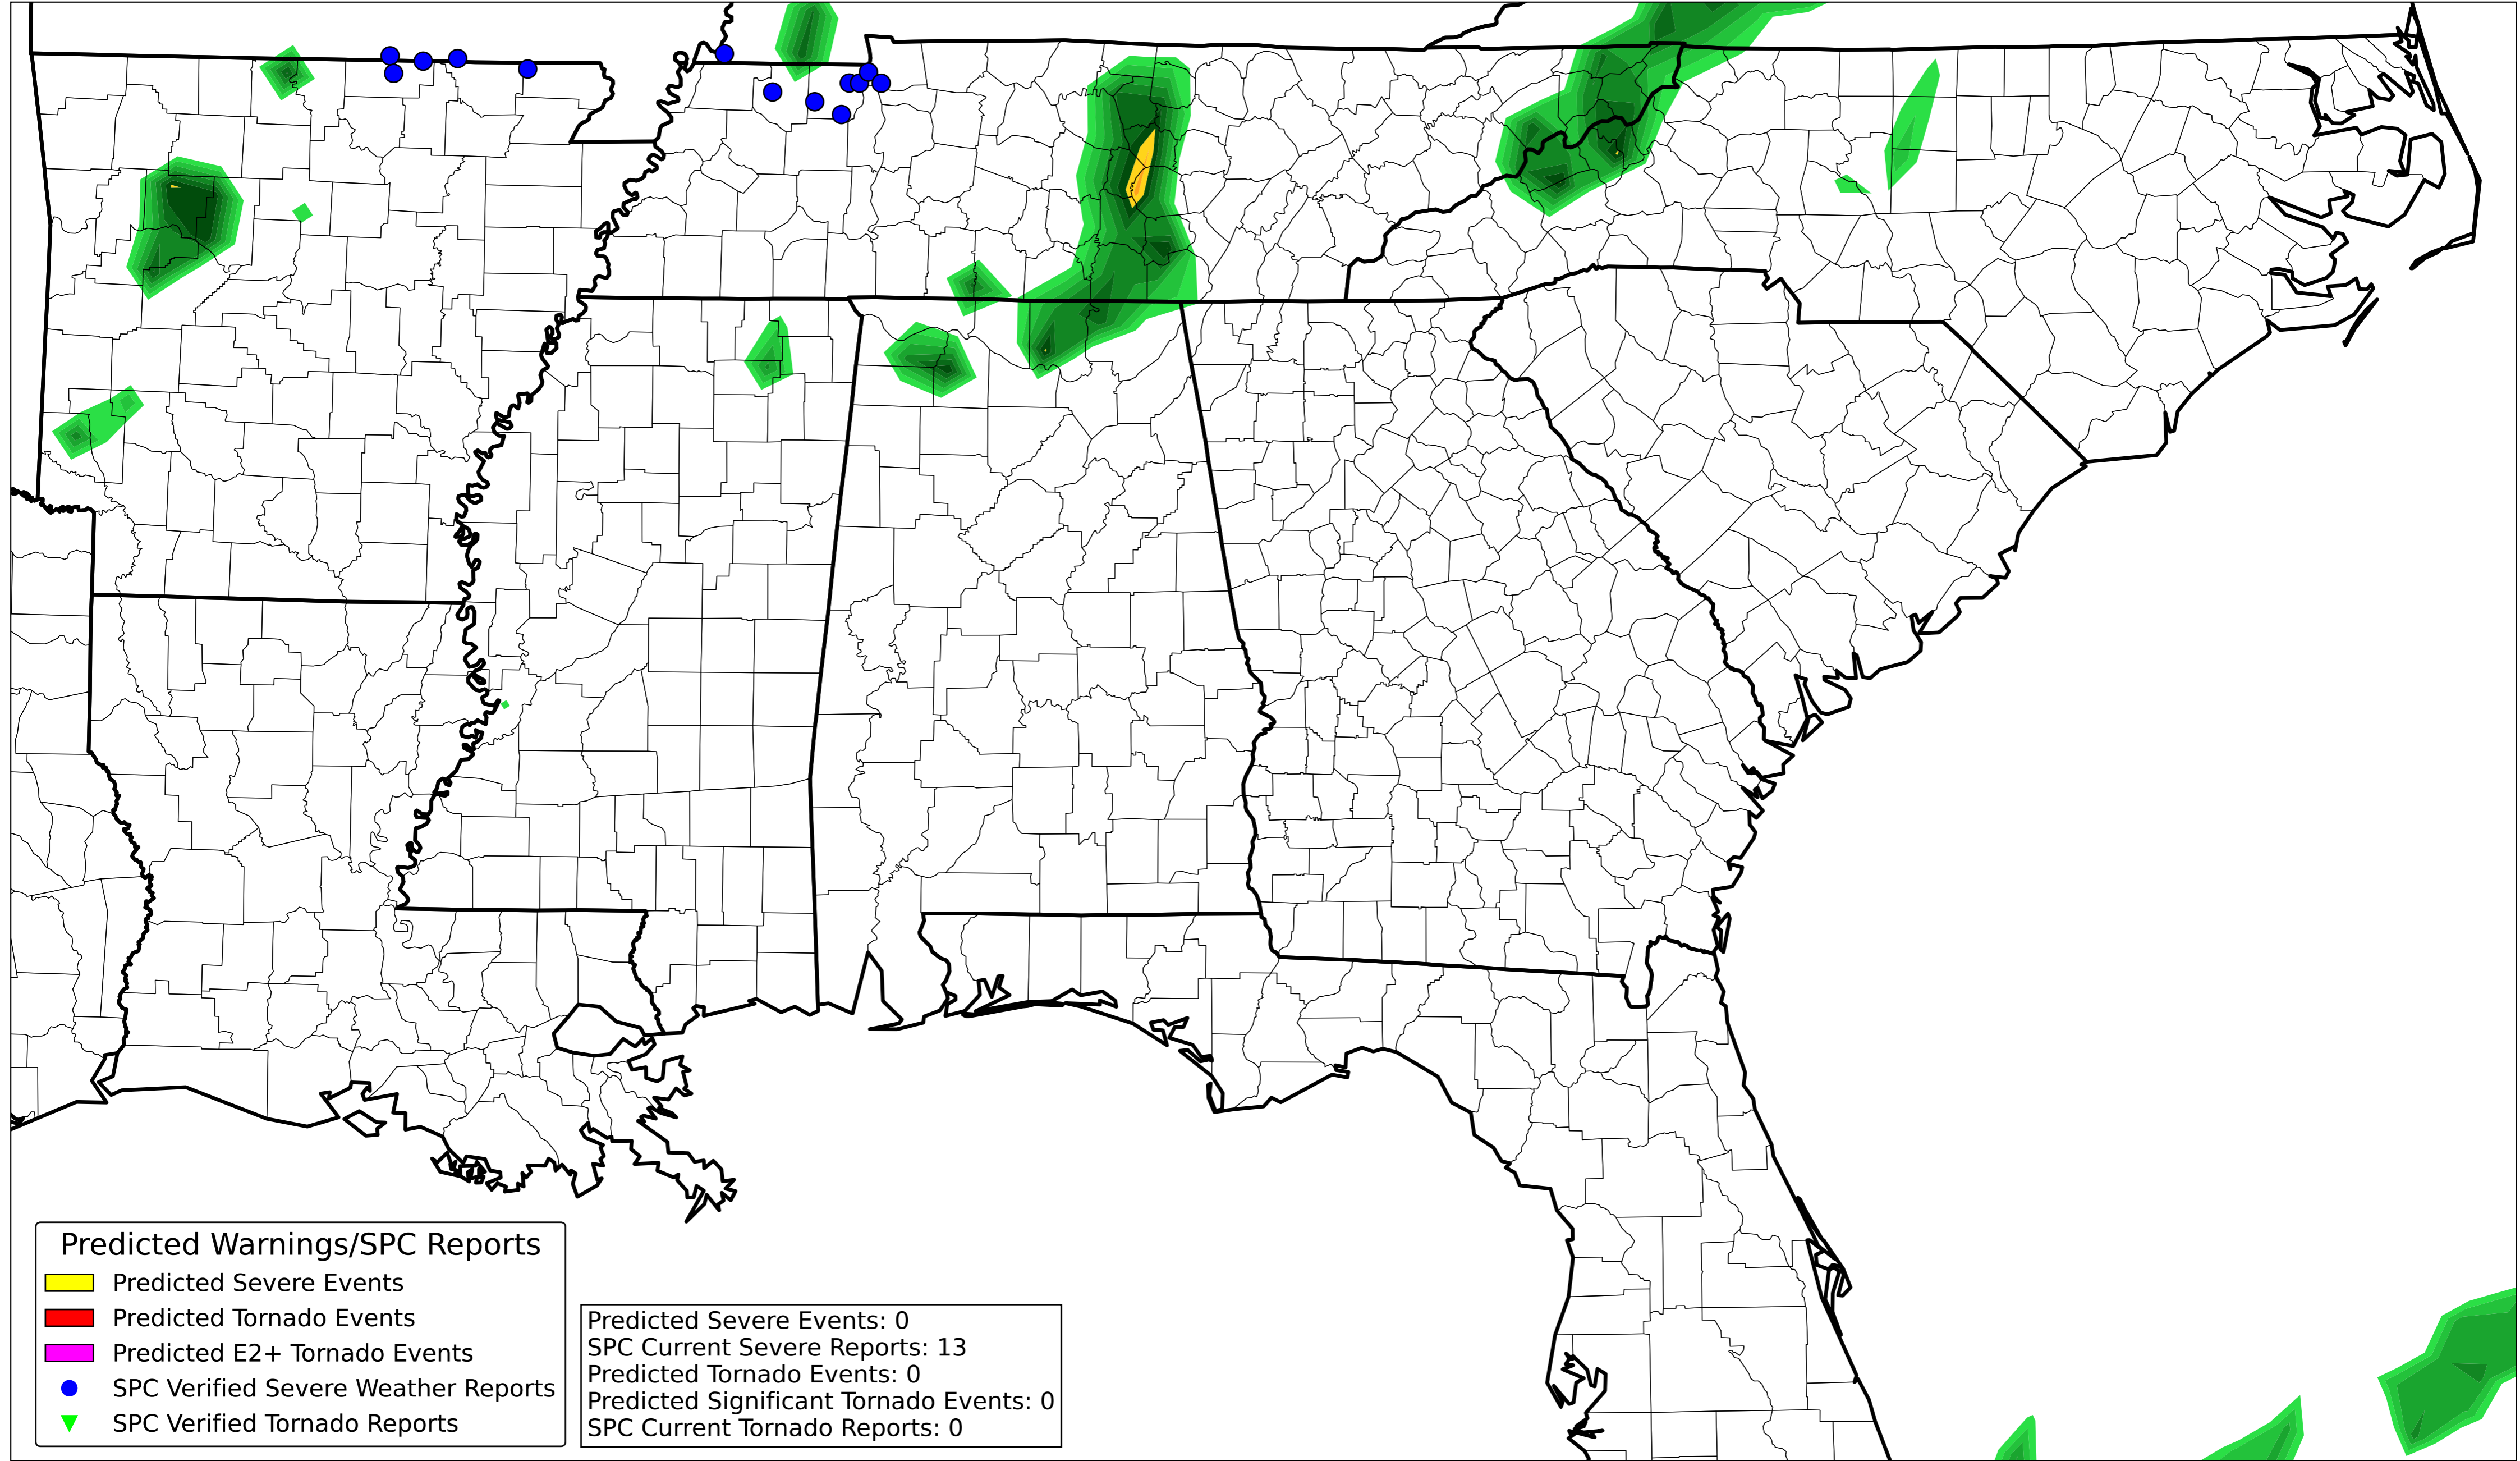 Predicted Warnings/SPC Reports
Predicted Severe Events
Predicted Tornado Events
Predicted E2+ Tornado Events
SPC Verified Severe Weather Reports
SPC Verified Tornado Reports
Predicted Severe Events: 0
SPC Current Severe Reports: 13
Predicted Tornado Events: 0
Predicted Significant Tornado Events: 0
SPC Current Tornado Reports: 0